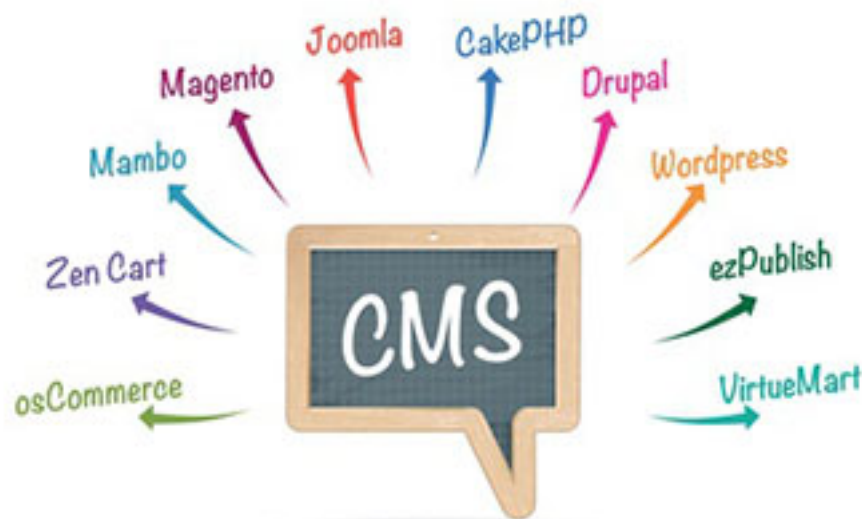 Joomla
CakePHP
Magento
Drupal
Mambo
Wordpress
Zen Cart
ezPublish
CMS
osCommerce
VirtueMart